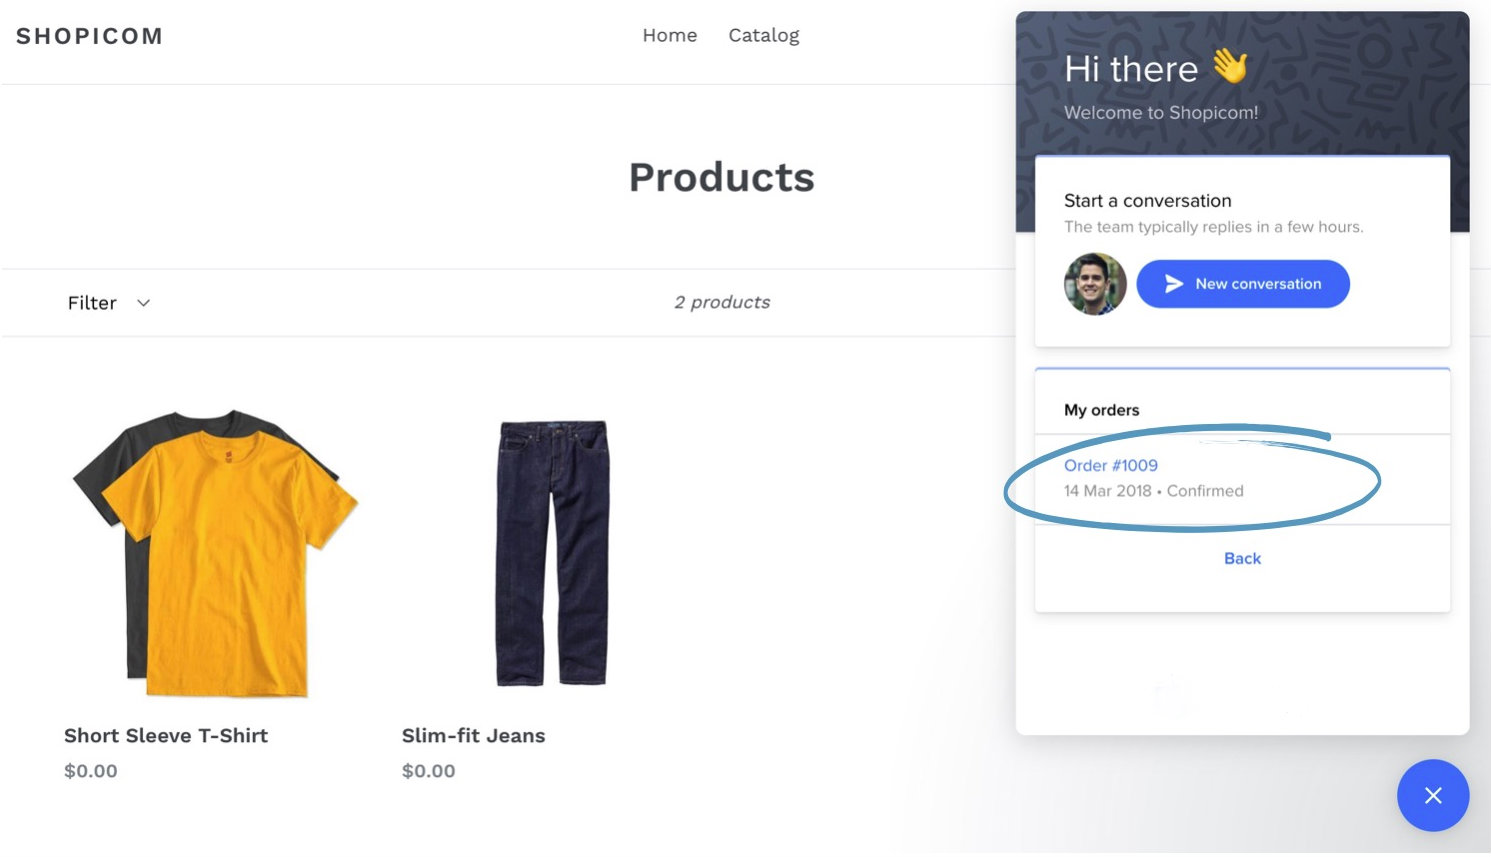 SHOPICOM
Home Catalog
Products
Filter
2 products
Short Sleeve T-Shirt
$0.00
Slim-fit Jeans
$0.00
Hi there 👋
Welcome to Shopicom!
Start a conversation
The team typically replies in a few hours.
New conversation
My orders
Order #1009
14 Mar 2018 • Confirmed
Back